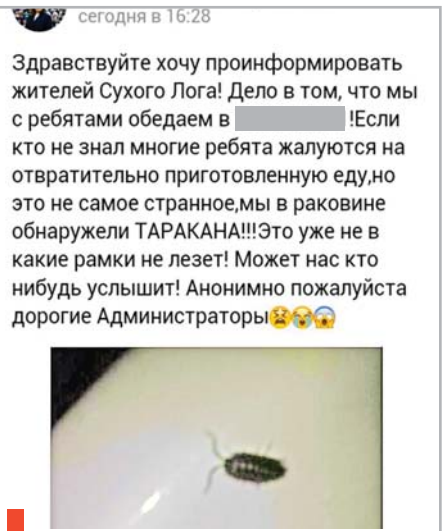 сегодня в 16:28
Здравствуйте хочу проинформировать
жителей Сухого Лога! Дело в том, что мы
с ребятами обедаем в !Если
кто не знал многие ребята жалуются на
отвратительно приготовленную еду,но
это не самое странное,мы в раковине
обнаружели ТАРАКАНА!!!Это уже не в
какие рамки не лезет! Может нас кто
нибудь услышит! Анонимно пожалуйста
дорогие Администраторы😫😭😱